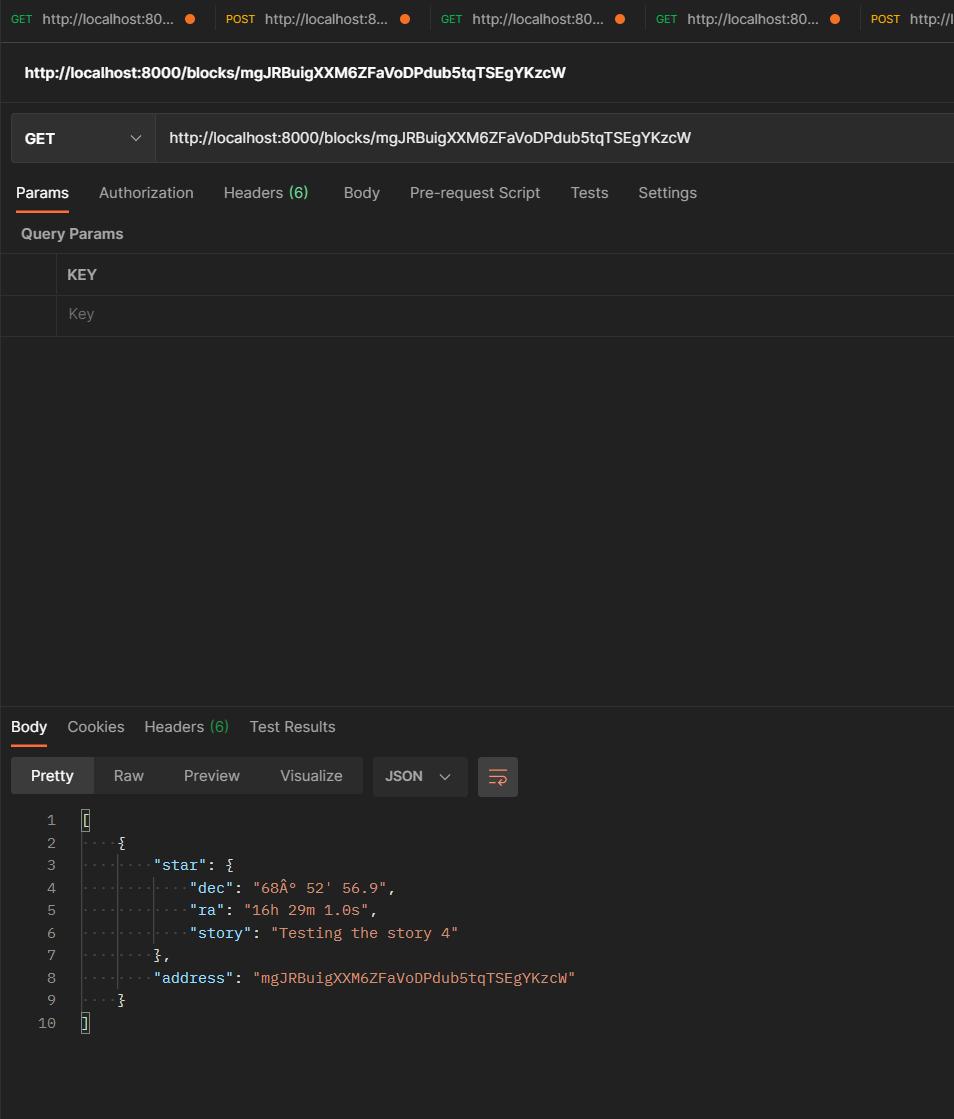 GET http://localhost:80... POST http://localhost:8... GET http://localhost:80... GET http://localhost:80... POST http://l
http://localhost:8000/blocks/mgJRBuigXXM6ZFaVoDPdub5tqTSEgYKzcW
GET http://localhost:8000/blocks/mgJRBuigXXM6ZFaVoDPdub5tqTSEgYKzcW
Params Authorization Headers (6) Body Pre-request Script Tests Settings
Query Params
KEY
Key
Body Cookies Headers (6) Test Results
Pretty Raw Preview Visualize JSON
1 [
2 {
3 "star": {
4 "dec": "68Âº 52' 56.9",
5 "ra": "16h 29m 1.0s",
6 "story": "Testing the story 4"
7 },
8 "address": "mgJRBuigXXM6ZFaVoDPdub5tqTSEgYKzcW"
9 }
10 ]